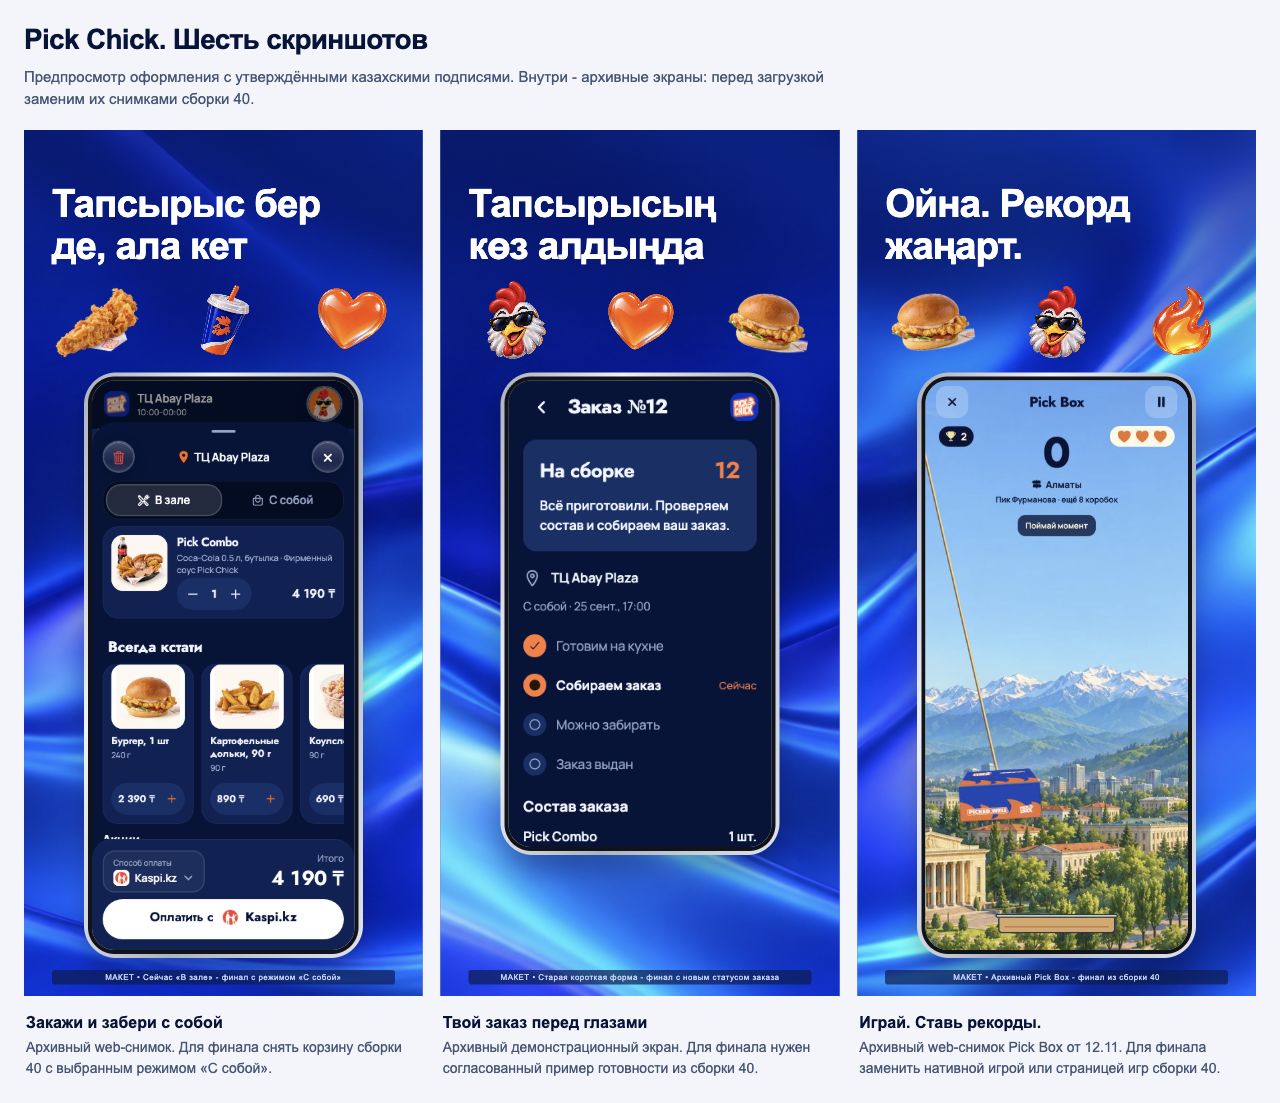 Pick Chick. Шесть скриншотов
Предпросмотр оформления с утверждёнными казахскими подписями. Внутри - архивные экраны: перед загрузкой
заменим их снимками сборки 40.
Тапсырыс бер
де, ала кет
PICK CHICK
ТЦ Abay Plaza
10:00-00:00
ТЦ Abay Plaza
В зале
С собой
Pick Combo
Coca-Cola 0.5 л, бутылка · Фирменный
соус Pick Chick
1
4 190 ₸
Всегда кстати
Бургер, 1 шт
240 г
2 390 ₸ +
Картофельные
дольки, 90 г
90 г
890 ₸ +
Коулсл
90 г
690 ₸
Акции
Способ оплаты
Kaspi.kz
Итого
4 190 ₸
Оплатить с Kaspi.kz
МАКЕТ • Сейчас «В зале» - финал с режимом «С собой»
Закажи и забери с собой
Архивный web-снимок. Для финала снять корзину сборки
40 с выбранным режимом «С собой».
Тапсырысың
көз алдыңда
Заказ №12
PICK CHICK
На сборке
12
Всё приготовили. Проверяем
состав и собираем ваш заказ.
ТЦ Abay Plaza
С собой · 25 сент., 17:00
Готовим на кухне
Собираем заказ
Сейчас
Можно забирать
Заказ выдан
Состав заказа
Pick Combo
1 шт.
МАКЕТ • Старая короткая форма - финал с новым статусом заказа
Твой заказ перед глазами
Архивный демонстрационный экран. Для финала нужен
согласованный пример готовности из сборки 40.
Ойна. Рекорд
жаңарт.
Pick Box
2
0
Алматы
Пик Фурманова · ещё 8 коробок
Поймай момент
МАКЕТ • Архивный Pick Box - финал из сборки 40
Играй. Ставь рекорды.
Архивный web-снимок Pick Box от 12.11. Для финала
заменить нативной игрой или страницей игр сборки 40.